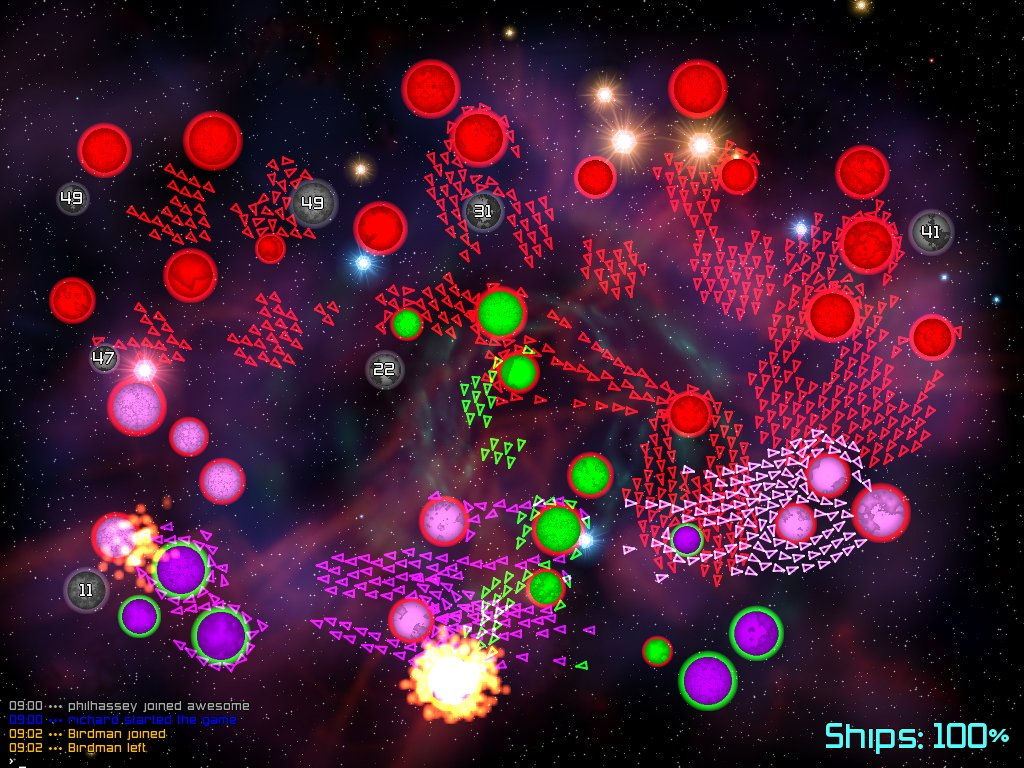 49
49
31
41
47
22
11
09:00 ••• philhassey joined awesome
09:00 ••• richard started the game
09:02 ••• Birdman joined
09:02 ••• Birdman left
>_
Ships: 100%